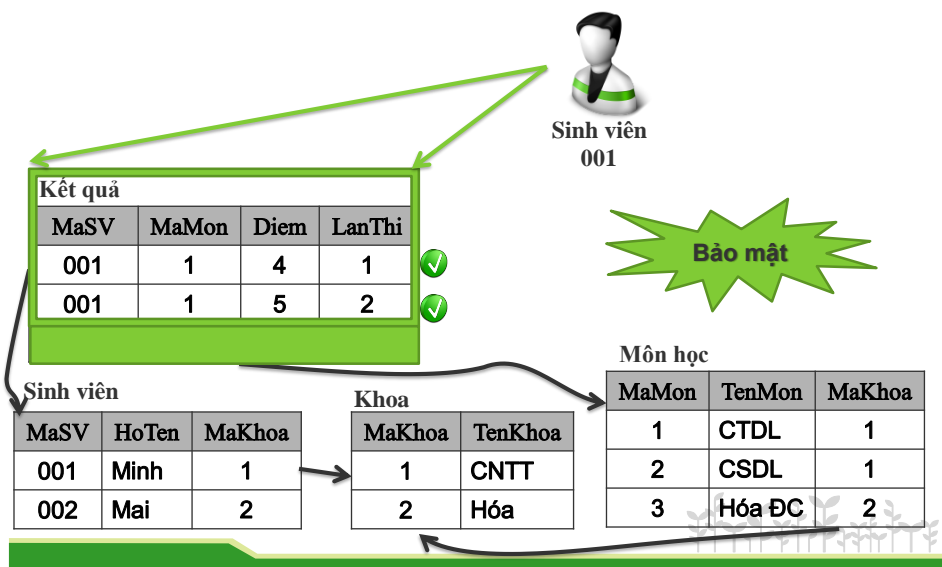 Sinh viên
001
Kết quả
MaSV MaMon Diem LanThi
001 1 4 1
001 1 5 2
Bảo mật
Sinh viên
MaSV HoTen MaKhoa
001 Minh 1
002 Mai 2
Khoa
MaKhoa TenKhoa
1 CNTT
2 Hóa
Môn học
MaMon TenMon MaKhoa
1 CTDL 1
2 CSDL 1
3 Hóa ĐC 2